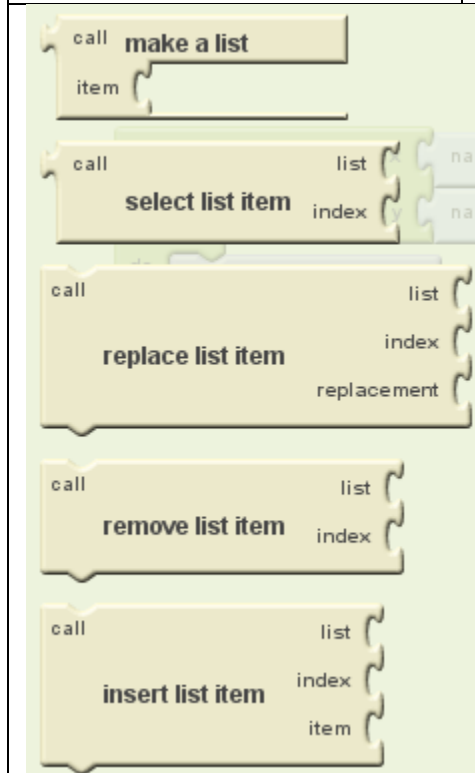 call make a list
item
call list
select list item index
call list
index
replace list item
replacement
call list
remove list item index
call list
index
insert list item
item